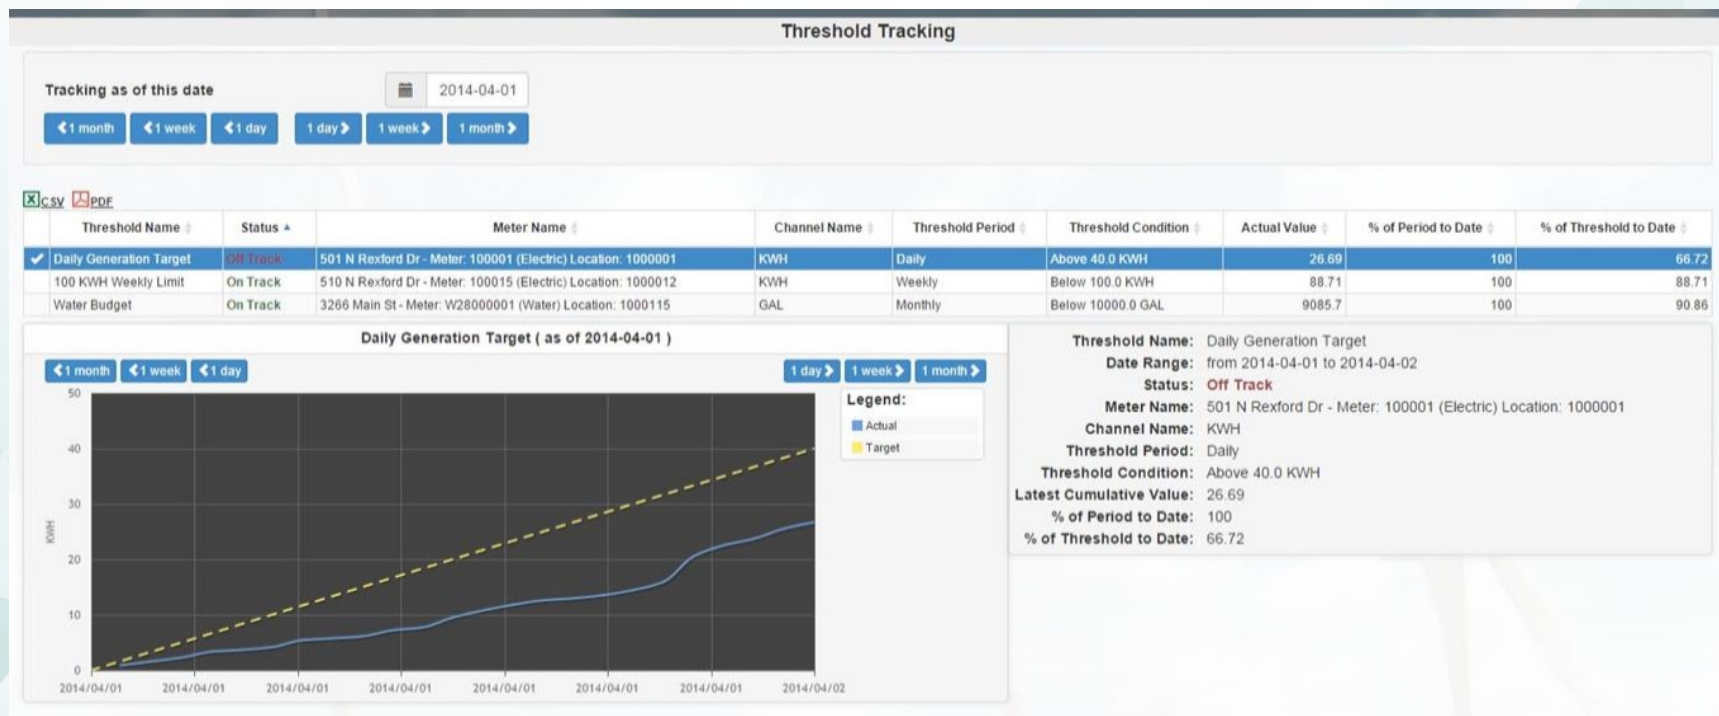 Threshold Tracking
Tracking as of this date 2014-04-01
1 month 1 week 1 day 1 day 1 week 1 month
CSV PDF
Threshold Name Status Meter Name Channel Name Threshold Period Threshold Condition Actual Value % of Period to Date % of Threshold to Date
Daily Generation Target Off Track 501 N Rexford Dr - Meter: 100001 (Electric) Location: 1000001 KWH Daily Above 40.0 KWH 26.69 100 66.72
100 KWH Weekly Limit On Track 510 N Rexford Dr - Meter: 100015 (Electric) Location: 1000012 KWH Weekly Below 100.0 KWH 88.71 100 88.71
Water Budget On Track 3266 Main St - Meter: W28000001 (Water) Location: 1000115 GAL Monthly Below 10000.0 GAL 9085.7 100 90.86
Daily Generation Target ( as of 2014-04-01 )
1 month 1 week 1 day 1 day 1 week 1 month
50
40
30
20
10
0
KWH
2014/04/01 2014/04/01 2014/04/01 2014/04/01 2014/04/01 2014/04/01 2014/04/01 2014/04/02
Legend:
Actual
Target
Threshold Name: Daily Generation Target
Date Range: from 2014-04-01 to 2014-04-02
Status: Off Track
Meter Name: 501 N Rexford Dr - Meter: 100001 (Electric) Location: 1000001
Channel Name: KWH
Threshold Period: Daily
Threshold Condition: Above 40.0 KWH
Latest Cumulative Value: 26.69
% of Period to Date: 100
% of Threshold to Date: 66.72